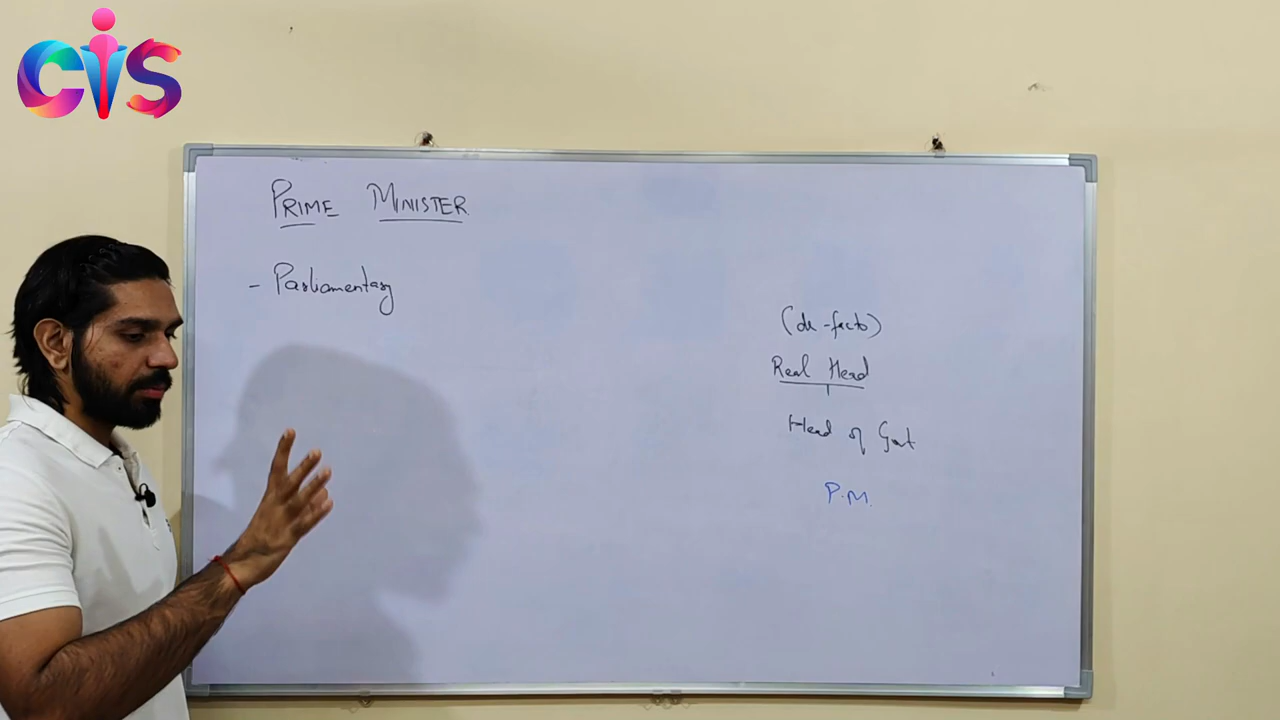 CIS
PRIME MINISTER
- Parliamentary
(de-facto)
Real Head
Head of Govt
P.M.